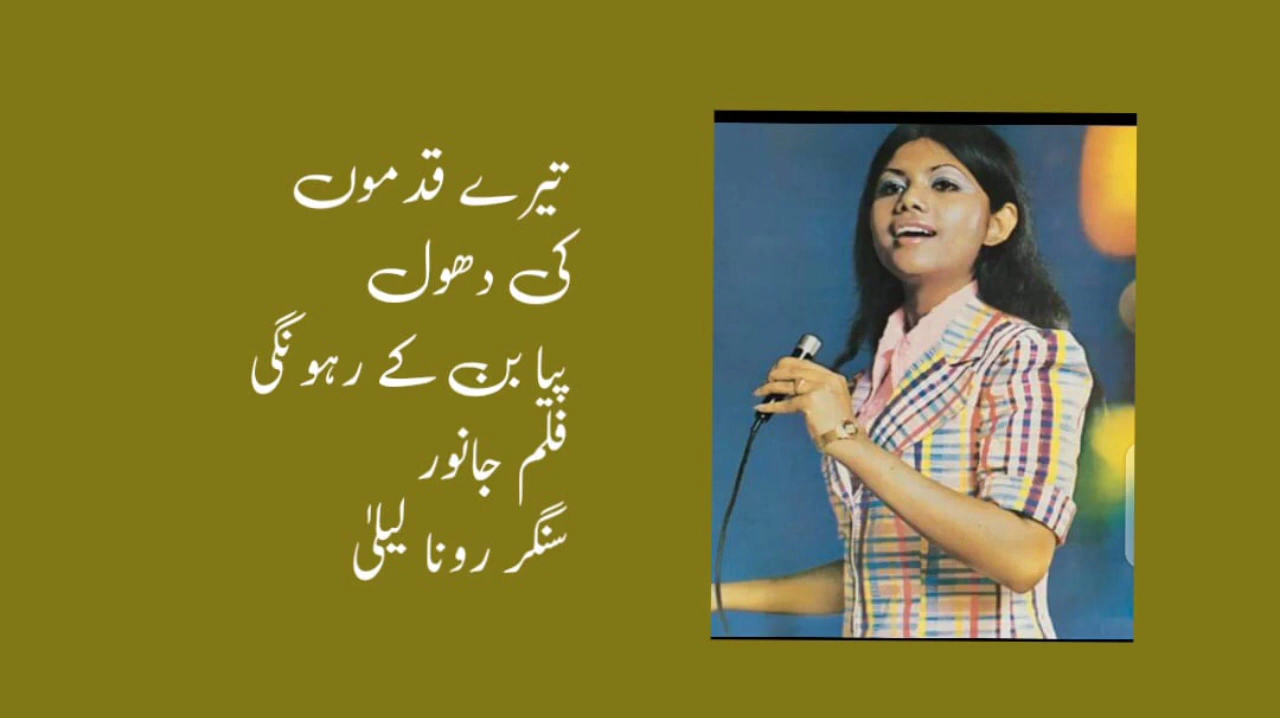 تیرے قدموں
کی دھول
پیا بن کے رہونگی
فلم جانور
سنگر رونا لیلیٰ